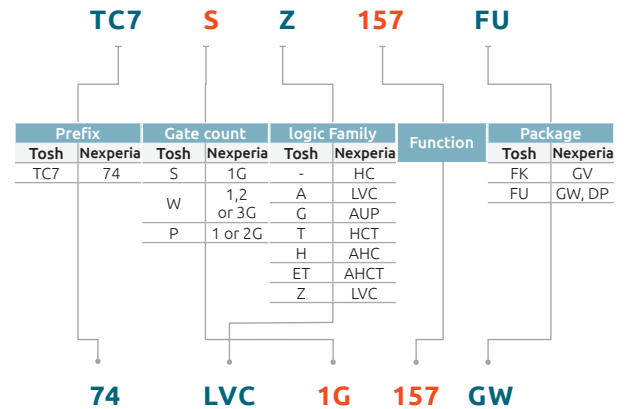 TC7 S Z 157 FU
Prefix Gate count logic Family Function Package
Tosh Nexperia Tosh Nexperia Tosh Nexperia Tosh Nexperia
TC7 74 S 1G - HC FK GV
W 1,2 or 3G A LVC FU GW, DP
G AUP
P 1 or 2G T HCT
H AHC
ET AHCT
Z LVC
74 LVC 1G 157 GW